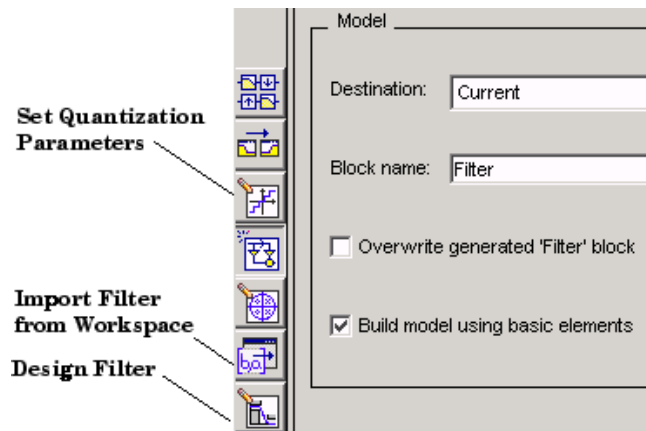 Model
Destination:
Current
Set Quantization
Parameters
Block name:
Filter
Overwrite generated 'Filter' block
Import Filter
from Workspace
Build model using basic elements
[b,a]
Design Filter